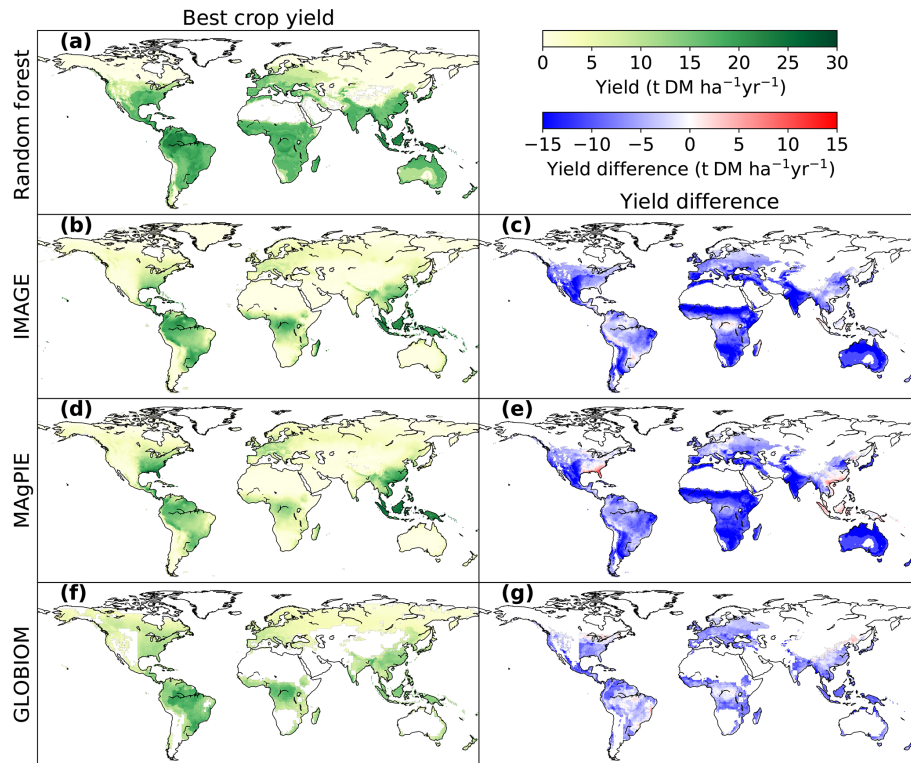 Best crop yield
(a)
Random forest
0 5 10 15 20 25 30
Yield (t DM ha⁻¹yr⁻¹)
−15 −10 −5 0 5 10 15
Yield difference (t DM ha⁻¹yr⁻¹)
Yield difference
(b)
IMAGE
(c)
(d)
MAgPIE
(e)
(f)
GLOBIOM
(g)